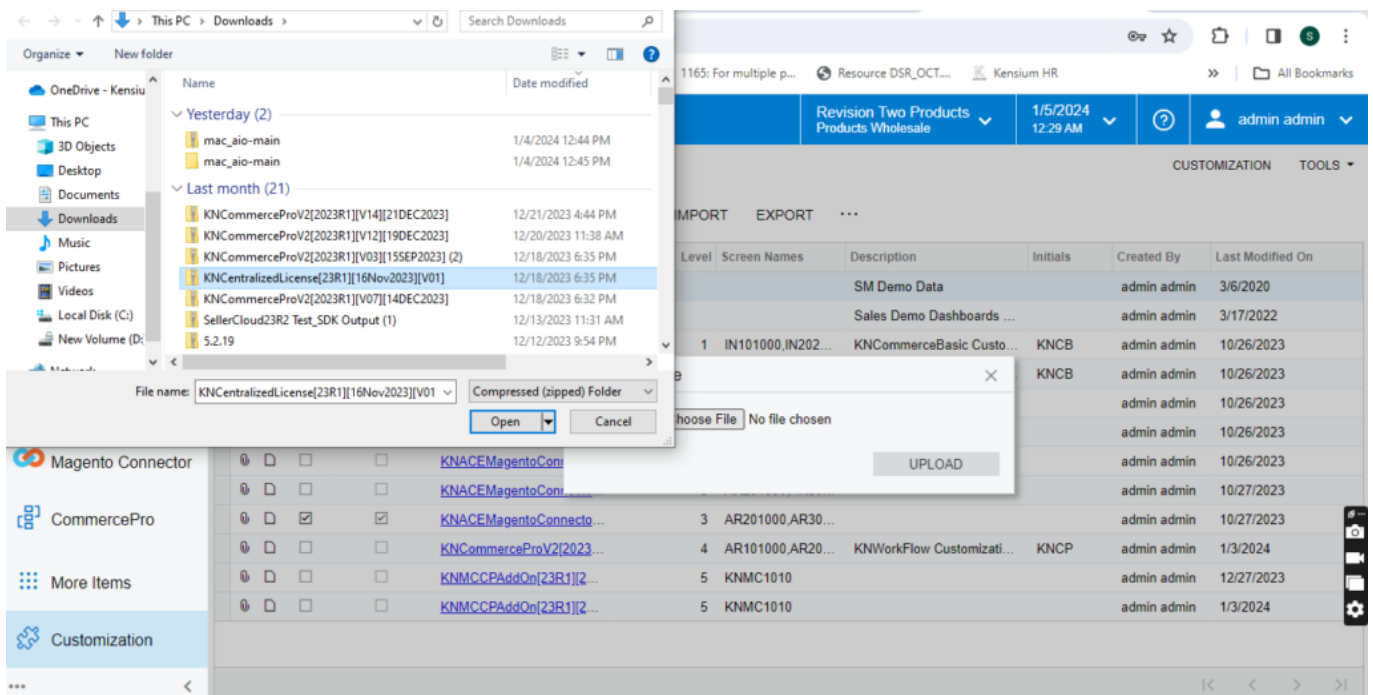 This PC > Downloads >
Search Downloads
Organize
New folder
Name
Date modified
OneDrive - Kensiu
This PC
3D Objects
Desktop
Documents
Downloads
Music
Pictures
Videos
Local Disk (C:)
New Volume (D:
Yesterday (2)
mac_aio-main 1/4/2024 12:44 PM
mac_aio-main 1/4/2024 12:45 PM
Last month (21)
KNCommerceProV2[2023R1][V14][21DEC2023] 12/21/2023 4:44 PM
KNCommerceProV2[2023R1][V12][19DEC2023] 12/20/2023 11:38 AM
KNCommerceProV2[2023R1][V03][15SEP2023] (2) 12/18/2023 6:35 PM
KNCentralizedLicense[23R1][16Nov2023][V01] 12/18/2023 6:35 PM
KNCommerceProV2[2023R1][V07][14DEC2023] 12/18/2023 6:32 PM
SellerCloud23R2 Test_SDK Output (1) 12/13/2023 11:31 AM
5.2.19 12/12/2023 9:54 PM
File name: KNCentralizedLicense[23R1][16Nov2023][V01
Compressed (zipped) Folder
Open
Cancel
S
1165: For multiple p...
Resource DSR_OCT....
Kensium HR
All Bookmarks
Revision Two Products
Products Wholesale
1/5/2024
12:29 AM
admin admin
CUSTOMIZATION TOOLS
IMPORT EXPORT ...
Level Screen Names Description Initials Created By Last Modified On
SM Demo Data admin admin 3/6/2020
Sales Demo Dashboards ... admin admin 3/17/2022
1 IN101000,IN202... KNCommerceBasic Custo... KNCB admin admin 10/26/2023
KNCB admin admin 10/26/2023
admin admin 10/26/2023
admin admin 10/26/2023
Choose File No file chosen
UPLOAD
Magento Connector
CommercePro
More Items
Customization
KNACEMagentoCon admin admin 10/26/2023
KNACEMagentoConnecto... admin admin 10/27/2023
KNACEMagentoConnecto... 3 AR201000,AR30... admin admin 10/27/2023
KNCommerceProV2[2023... 4 AR101000,AR20... KNWorkFlow Customizati... KNCP admin admin 1/3/2024
KNMCCPAddOn[23R1][2... 5 KNMC1010 admin admin 12/27/2023
KNMCCPAddOn[23R1][2... 5 KNMC1010 admin admin 1/3/2024